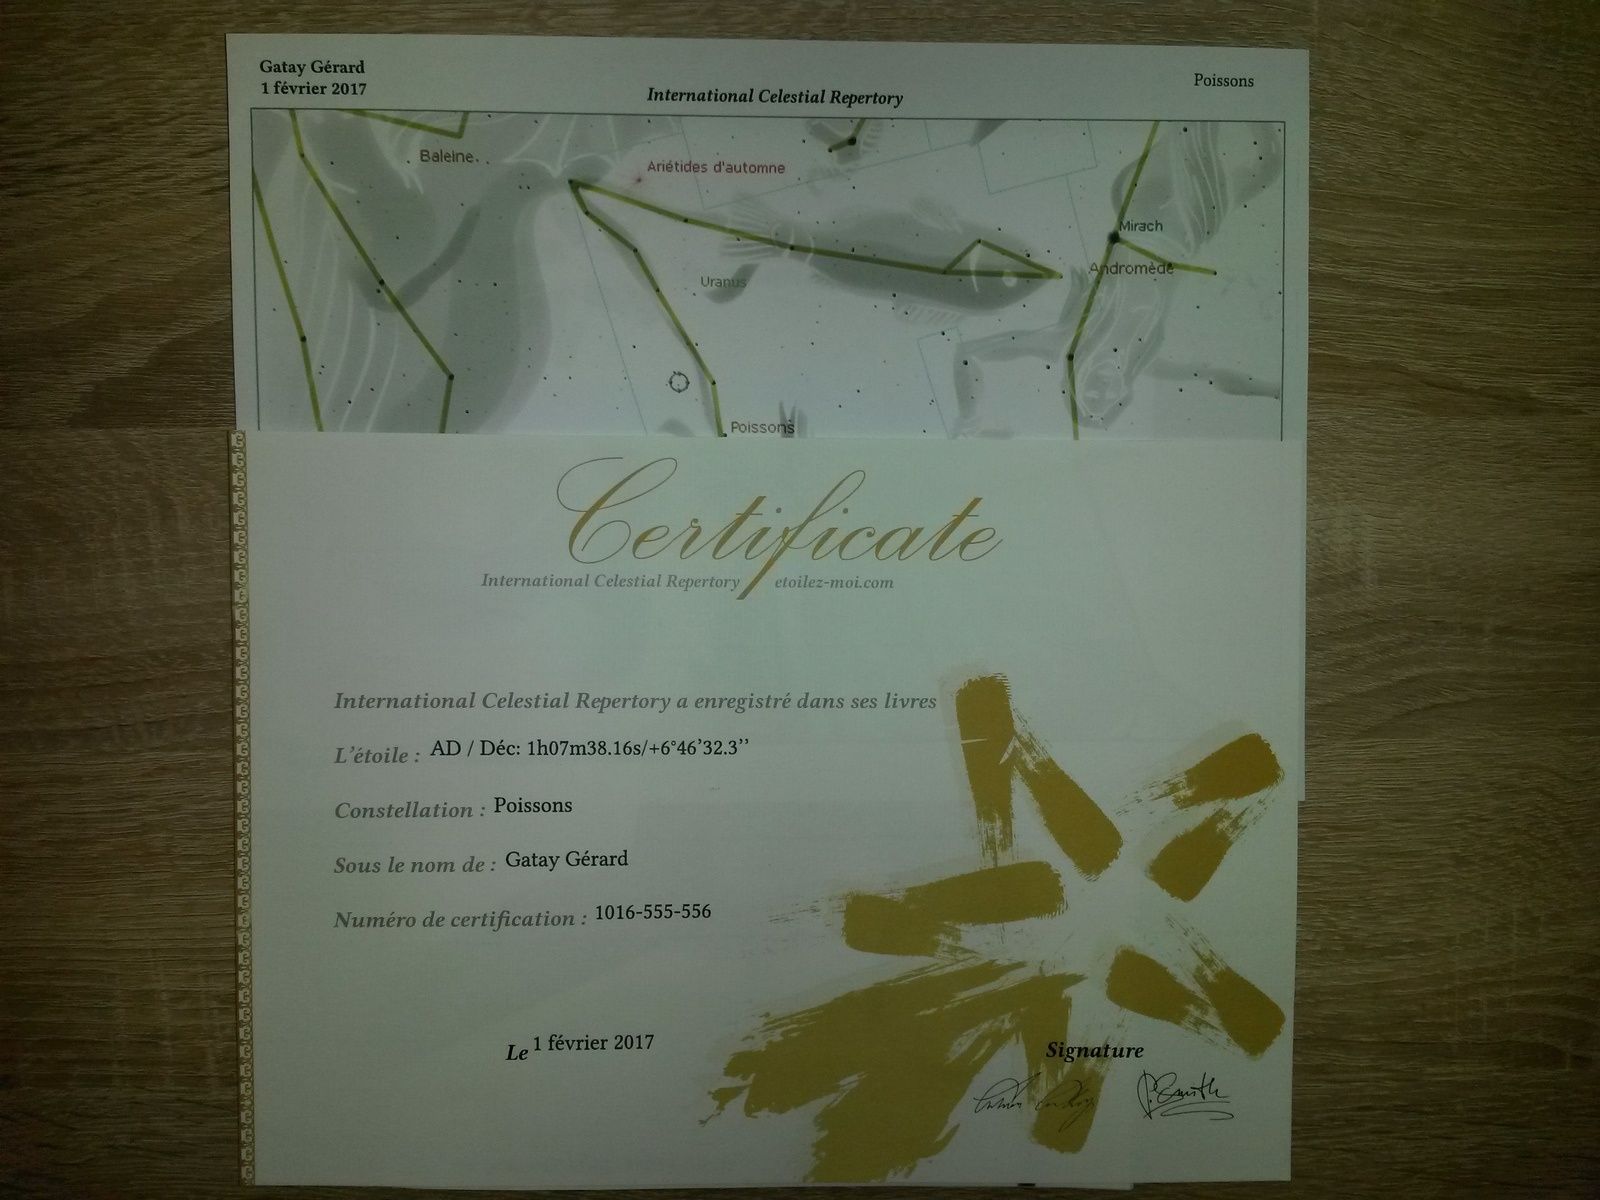 Gatay Gérard
1 février 2017
International Celestial Repertory
Poissons
Baleine
Ariétides d'automne
Mirach
Andromède
Uranus
Poissons
Certificate
International Celestial Repertory etoilez-moi.com
International Celestial Repertory a enregistré dans ses livres
L'étoile : AD / Déc: 1h07m38.16s/+6°46'32.3’’
Constellation : Poissons
Sous le nom de : Gatay Gérard
Numéro de certification : 1016-555-556
Le 1 février 2017
Signature